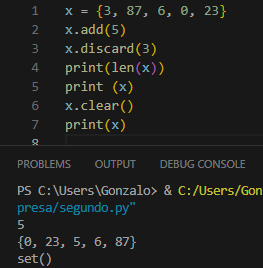 1 x = {3, 87, 6, 0, 23}
2 x.add(5)
3 x.discard(3)
4 print(len(x))
5 print (x)
6 x.clear()
7 print(x)
8
PROBLEMS OUTPUT DEBUG CONSOLE
PS C:\Users\Gonzalo> & C:/Users/Gon
presa/segundo.py"
5
{0, 23, 5, 6, 87}
set()